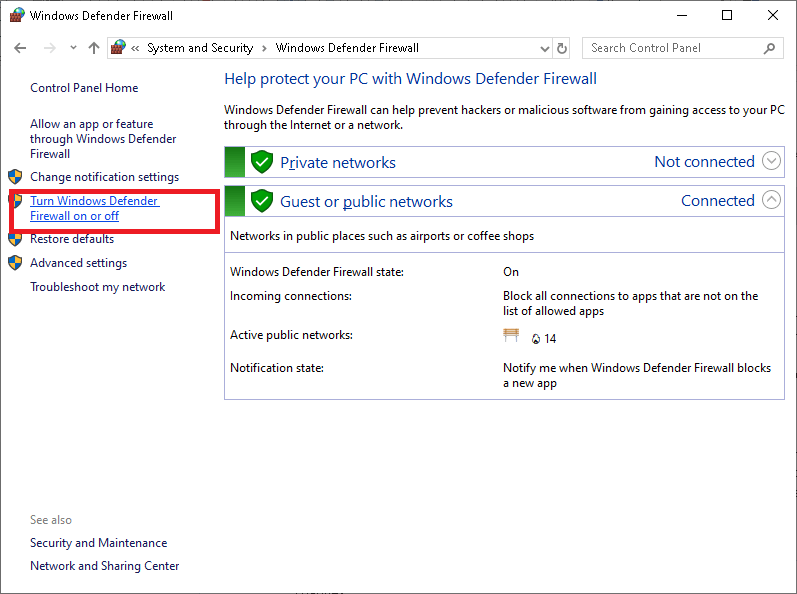 Windows Defender Firewall
« System and Security › Windows Defender Firewall
Search Control Panel
Control Panel Home
Allow an app or feature
through Windows Defender
Firewall
Change notification settings
Turn Windows Defender
Firewall on or off
Restore defaults
Advanced settings
Troubleshoot my network
See also
Security and Maintenance
Network and Sharing Center
Help protect your PC with Windows Defender Firewall
Windows Defender Firewall can help prevent hackers or malicious software from gaining access to your PC
through the Internet or a network.
Private networks Not connected
Guest or public networks Connected
Networks in public places such as airports or coffee shops
Windows Defender Firewall state: On
Incoming connections: Block all connections to apps that are not on the
list of allowed apps
Active public networks: 14
Notification state: Notify me when Windows Defender Firewall blocks
a new app